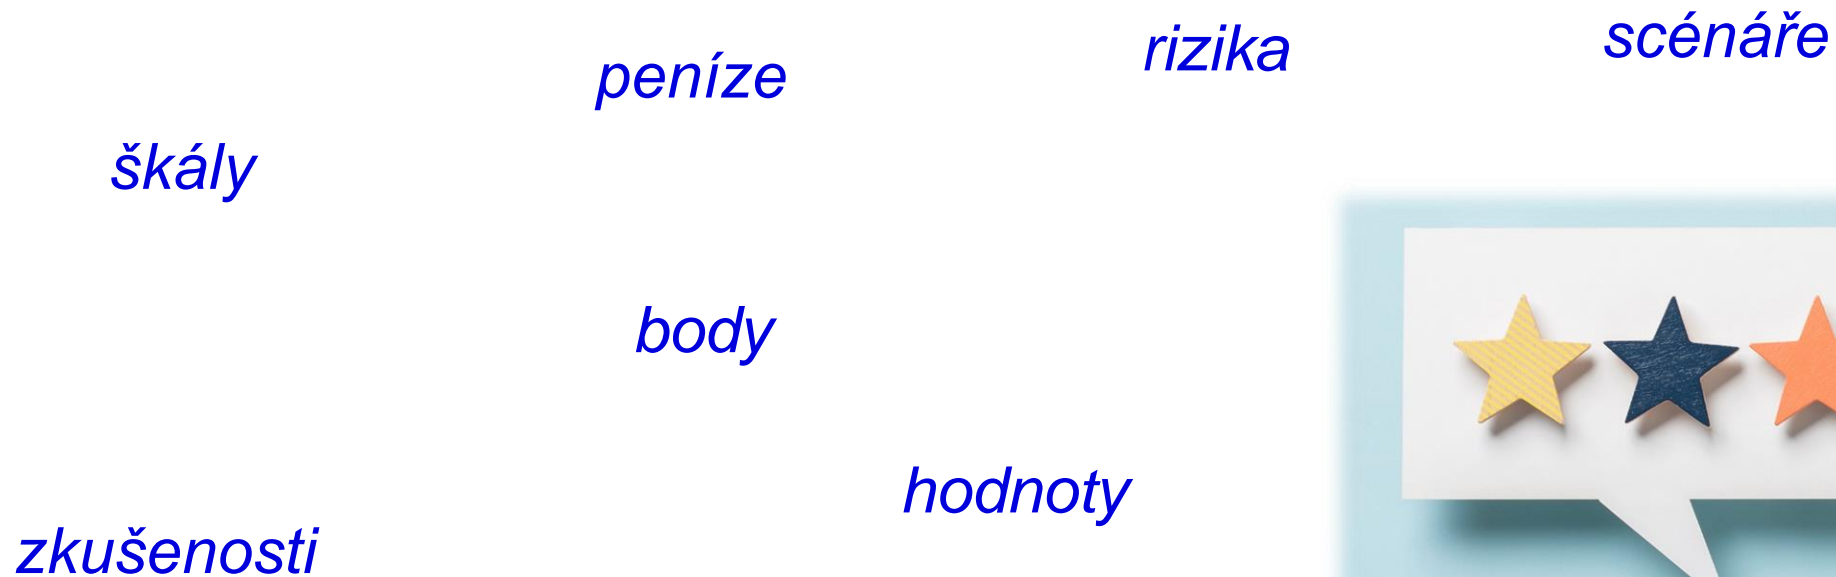 scénáře
rizika
peníze
škály
body
hodnoty
zkušenosti